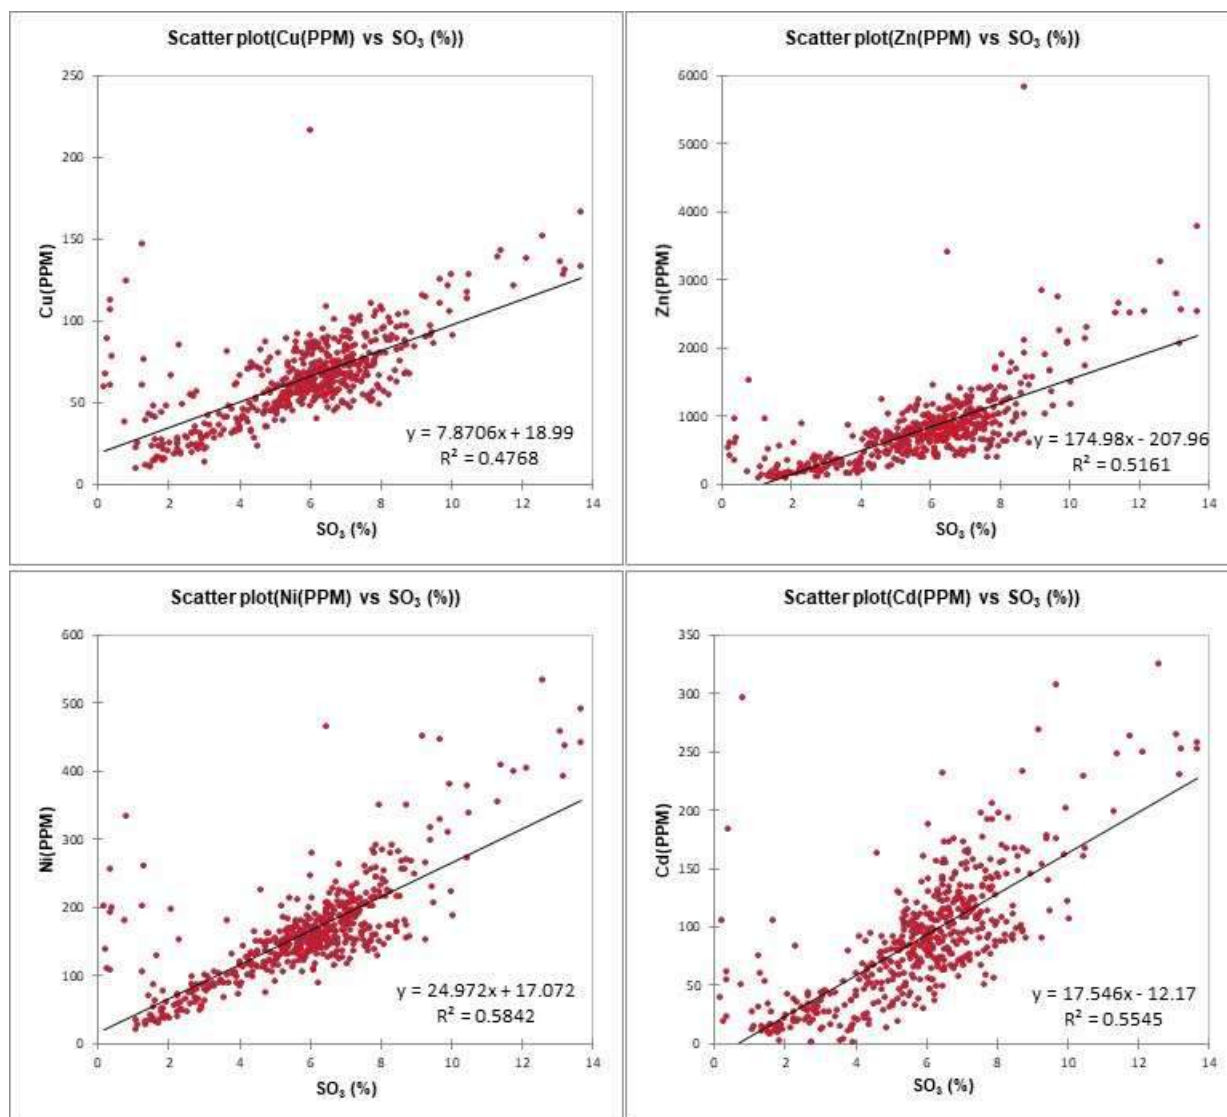 Scatter plot(Cu(PPM) vs SO₃ (%))
250
200
150
100
50
0
Cu(PPM)
y = 7.8706x + 18.99
R² = 0.4768
0 2 4 6 8 10 12 14
SO₃ (%)
Scatter plot(Zn(PPM) vs SO₃ (%))
6000
5000
4000
3000
2000
1000
0
Zn(PPM)
y = 174.98x - 207.96
R² = 0.5161
0 2 4 6 8 10 12 14
SO₃ (%)
Scatter plot(Ni(PPM) vs SO₃ (%))
600
500
400
300
200
100
0
Ni(PPM)
y = 24.972x + 17.072
R² = 0.5842
0 2 4 6 8 10 12 14
SO₃ (%)
Scatter plot(Cd(PPM) vs SO₃ (%))
350
300
250
200
150
100
50
0
Cd(PPM)
y = 17.546x - 12.17
R² = 0.5545
0 2 4 6 8 10 12 14
SO₃ (%)